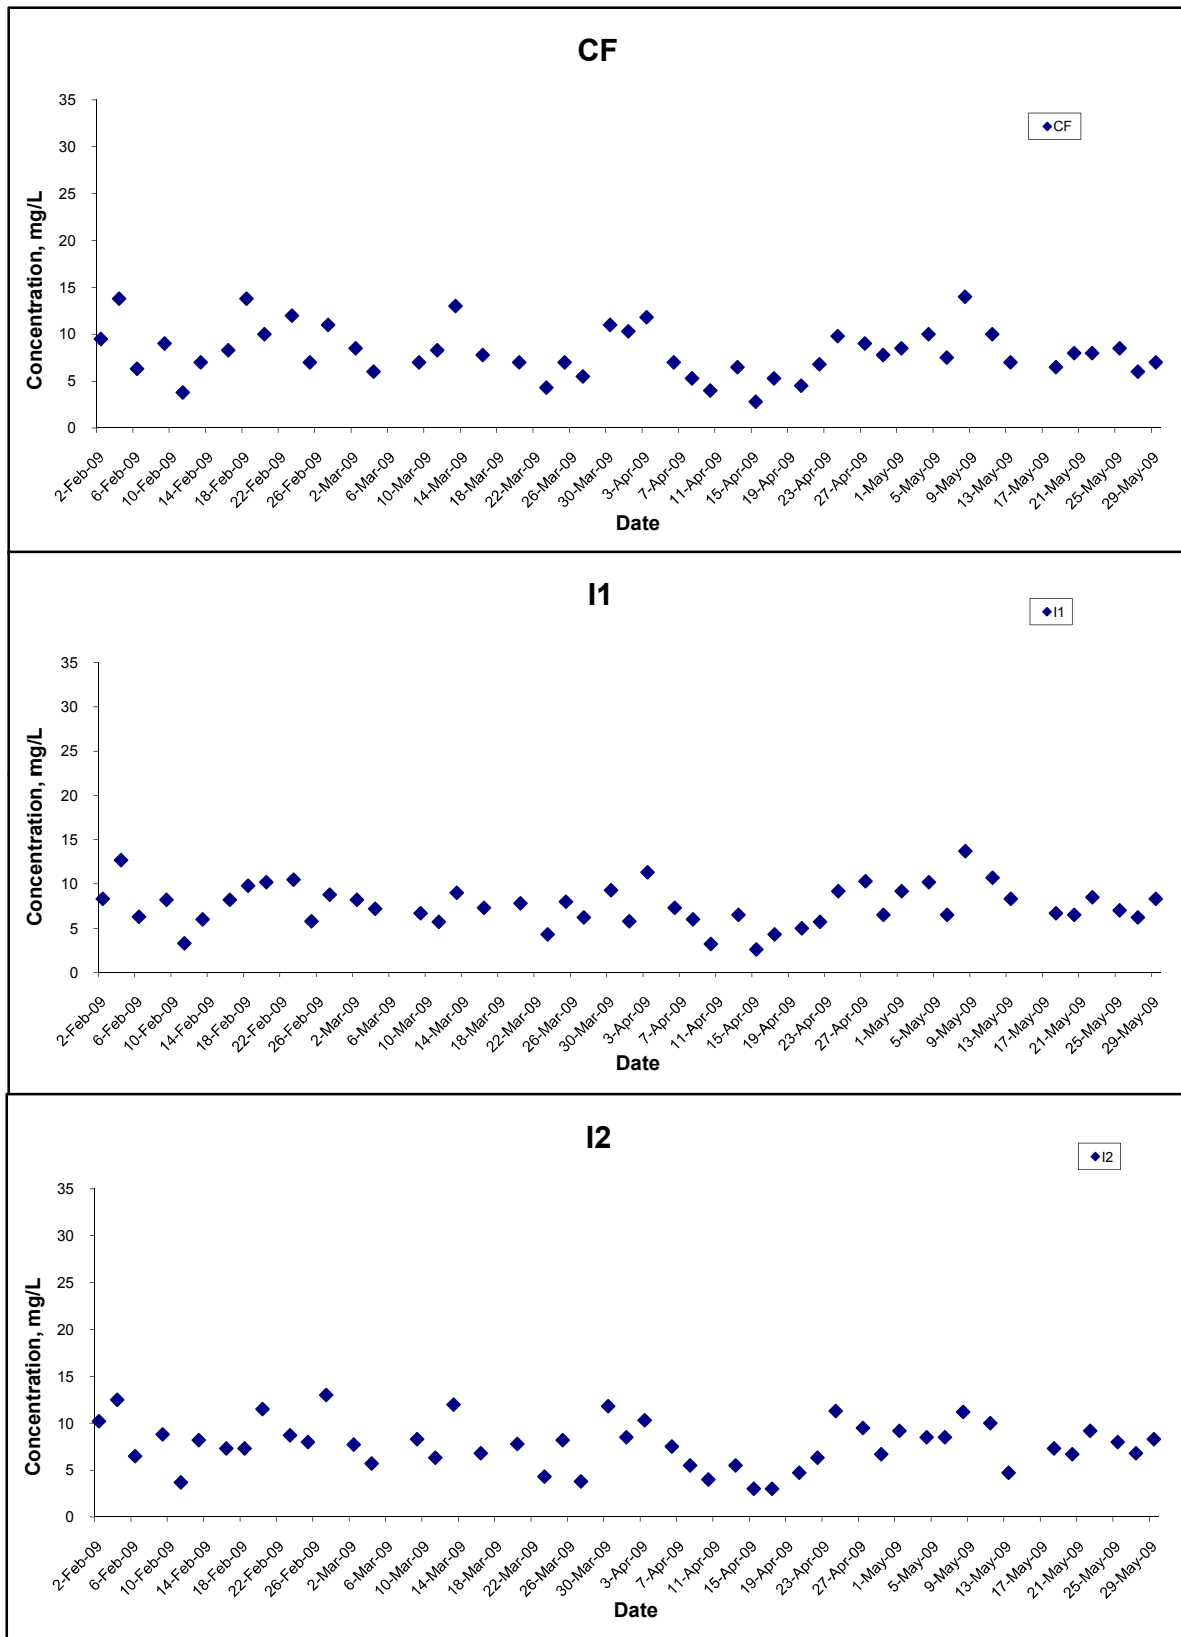 CF
CF
35
30
25
20
15
10
5
0
Concentration, mg/L
2-Feb-09
6-Feb-09
10-Feb-09
14-Feb-09
18-Feb-09
22-Feb-09
26-Feb-09
2-Mar-09
6-Mar-09
10-Mar-09
14-Mar-09
18-Mar-09
22-Mar-09
26-Mar-09
30-Mar-09
3-Apr-09
7-Apr-09
11-Apr-09
15-Apr-09
19-Apr-09
23-Apr-09
27-Apr-09
1-May-09
5-May-09
9-May-09
13-May-09
17-May-09
21-May-09
25-May-09
29-May-09
Date
I1
I1
35
30
25
20
15
10
5
0
Concentration, mg/L
2-Feb-09
6-Feb-09
10-Feb-09
14-Feb-09
18-Feb-09
22-Feb-09
26-Feb-09
2-Mar-09
6-Mar-09
10-Mar-09
14-Mar-09
18-Mar-09
22-Mar-09
26-Mar-09
30-Mar-09
3-Apr-09
7-Apr-09
11-Apr-09
15-Apr-09
19-Apr-09
23-Apr-09
27-Apr-09
1-May-09
5-May-09
9-May-09
13-May-09
17-May-09
21-May-09
25-May-09
29-May-09
Date
I2
I2
35
30
25
20
15
10
5
0
Concentration, mg/L
2-Feb-09
6-Feb-09
10-Feb-09
14-Feb-09
18-Feb-09
22-Feb-09
26-Feb-09
2-Mar-09
6-Mar-09
10-Mar-09
14-Mar-09
18-Mar-09
22-Mar-09
26-Mar-09
30-Mar-09
3-Apr-09
7-Apr-09
11-Apr-09
15-Apr-09
19-Apr-09
23-Apr-09
27-Apr-09
1-May-09
5-May-09
9-May-09
13-May-09
17-May-09
21-May-09
25-May-09
29-May-09
Date